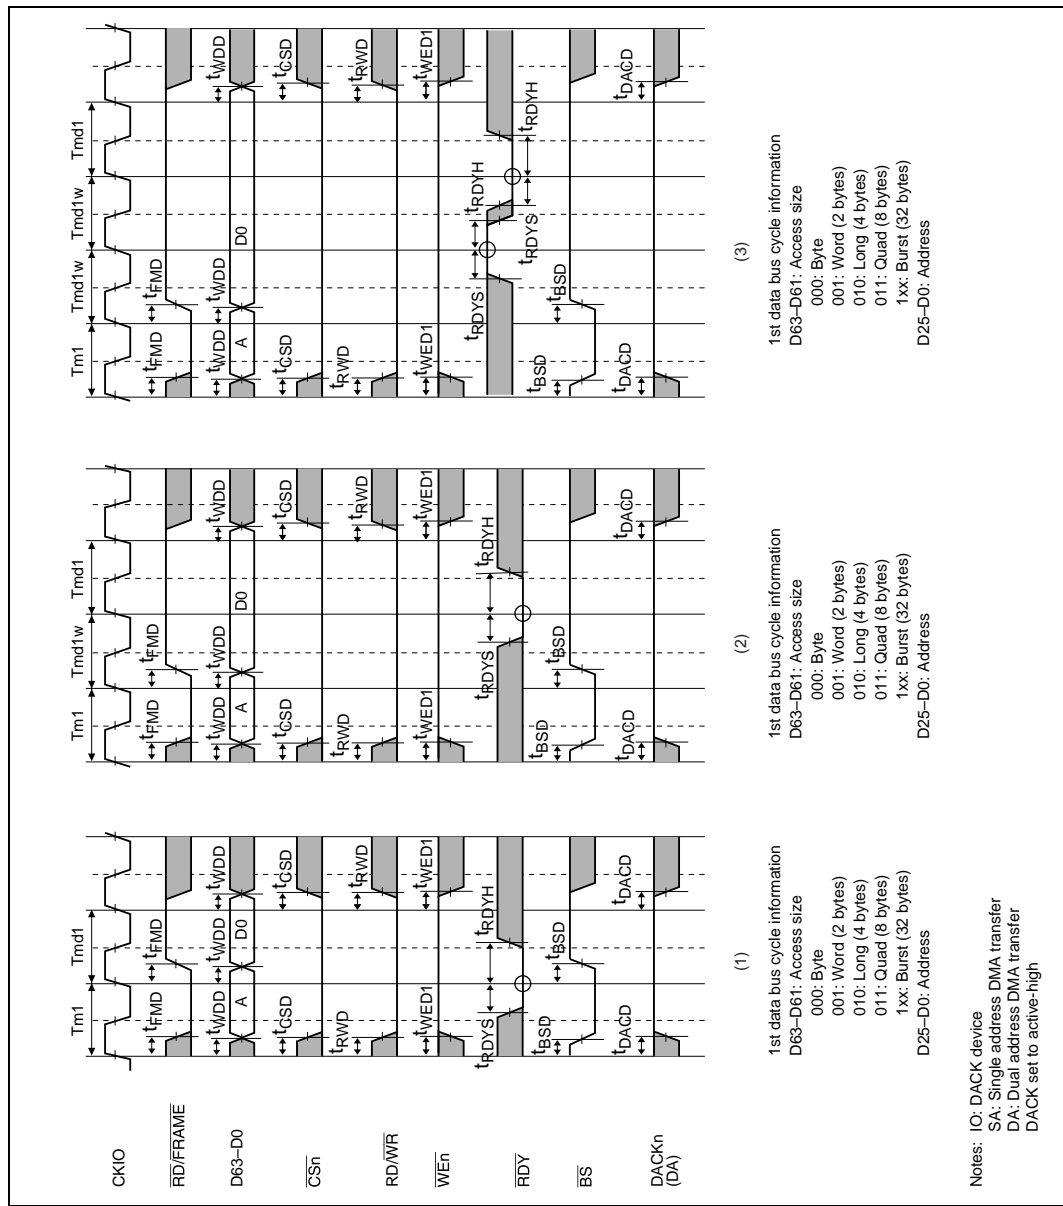 Tm1
Tmd1
tFMD
tFMD
tWDD
tWDD
tWDD
A
D0
tCSD
tCSD
tRWD
tRWD
tWED1
tWED1
tRDYS
tRDYH
tBSD
tBSD
tDACD
tDACD
CKIO
RD/FRAME
D63–D0
CSn
RD/WR
WEn
RDY
BS
DACKn
(DA)
(1)
1st data bus cycle information
D63–D61: Access size
000: Byte
001: Word (2 bytes)
010: Long (4 bytes)
011: Quad (8 bytes)
1xx: Burst (32 bytes)
D25–D0: Address
Tm1
Tmd1w
Tmd1
tFMD
tFMD
tWDD
tWDD
tWDD
A
D0
tCSD
tCSD
tRWD
tRWD
tWED1
tWED1
tRDYS
tRDYH
tBSD
tBSD
tDACD
tDACD
(2)
1st data bus cycle information
D63–D61: Access size
000: Byte
001: Word (2 bytes)
010: Long (4 bytes)
011: Quad (8 bytes)
1xx: Burst (32 bytes)
D25–D0: Address
Tm1
Tmd1w
Tmd1w
Tmd1
tFMD
tFMD
tWDD
tWDD
tWDD
A
D0
tCSD
tCSD
tRWD
tRWD
tWED1
tWED1
tRDYS
tRDYH
tRDYS
tRDYH
tBSD
tBSD
tDACD
tDACD
(3)
1st data bus cycle information
D63–D61: Access size
000: Byte
001: Word (2 bytes)
010: Long (4 bytes)
011: Quad (8 bytes)
1xx: Burst (32 bytes)
D25–D0: Address
Notes: IO: DACK device
SA: Single address DMA transfer
DA: Dual address DMA transfer
DACK set to active-high